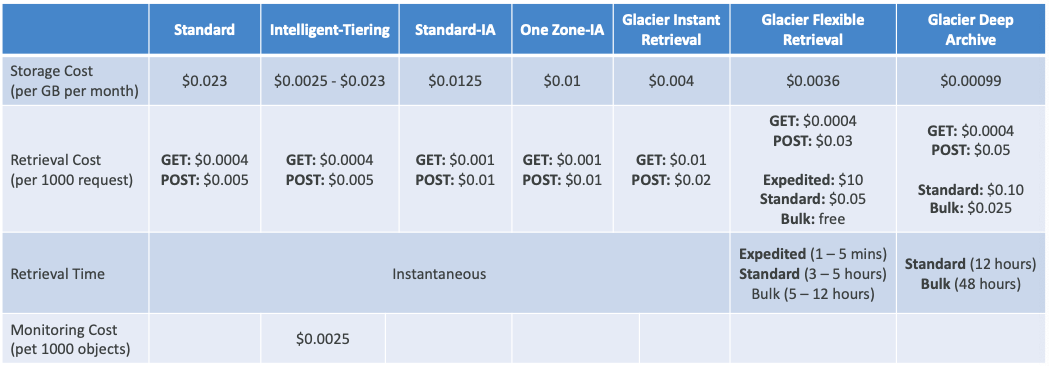 Standard
Intelligent-Tiering
Standard-IA
One Zone-IA
Glacier Instant
Retrieval
Glacier Flexible
Retrieval
Glacier Deep
Archive
Storage Cost
(per GB per month)
$0.023
$0.0025 - $0.023
$0.0125
$0.01
$0.004
$0.0036
$0.00099
Retrieval Cost
(per 1000 request)
GET: $0.0004
POST: $0.005
GET: $0.0004
POST: $0.005
GET: $0.001
POST: $0.01
GET: $0.001
POST: $0.01
GET: $0.01
POST: $0.02
GET: $0.0004
POST: $0.03
Expedited: $10
Standard: $0.05
Bulk: free
GET: $0.0004
POST: $0.05
Standard: $0.10
Bulk: $0.025
Retrieval Time
Instantaneous
Expedited (1 – 5 mins)
Standard (3 – 5 hours)
Bulk (5 – 12 hours)
Standard (12 hours)
Bulk (48 hours)
Monitoring Cost
(pet 1000 objects)
$0.0025